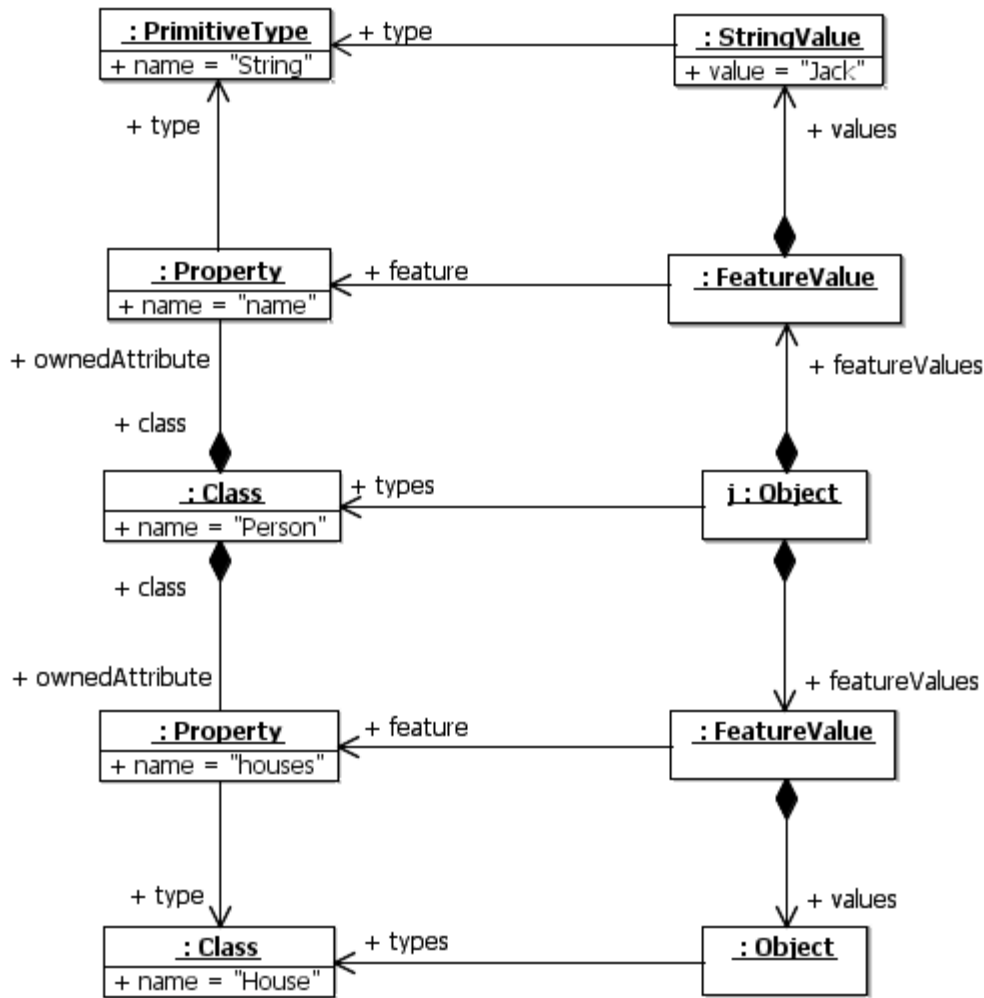 : PrimitiveType
+ name = "String"
+ type
: StringValue
+ value = "Jack"
+ type
+ values
: Property
+ name = "name"
+ feature
: FeatureValue
+ ownedAttribute
+ featureValues
+ class
: Class
+ name = "Person"
+ types
j : Object
+ class
+ ownedAttribute
+ featureValues
: Property
+ name = "houses"
+ feature
: FeatureValue
+ type
+ values
: Class
+ name = "House"
+ types
: Object